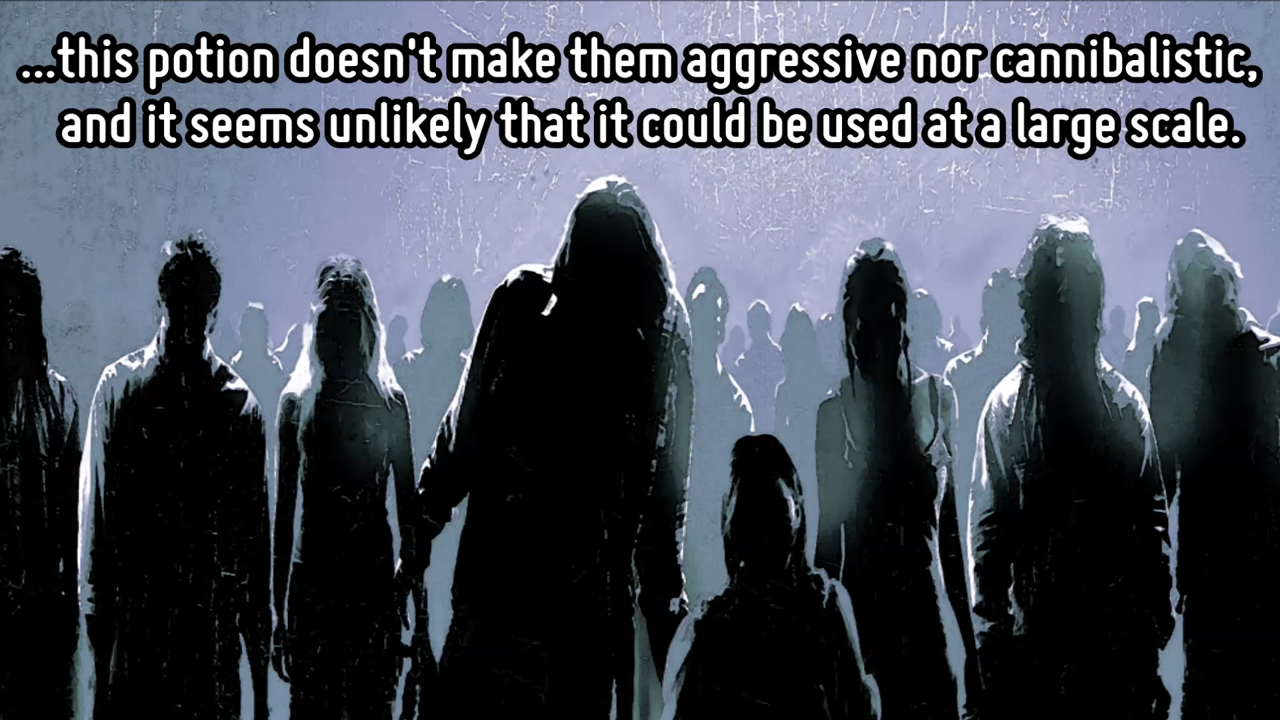 ...this potion doesn't make them aggressive nor cannibalistic,
and it seems unlikely that it could be used at a large scale.